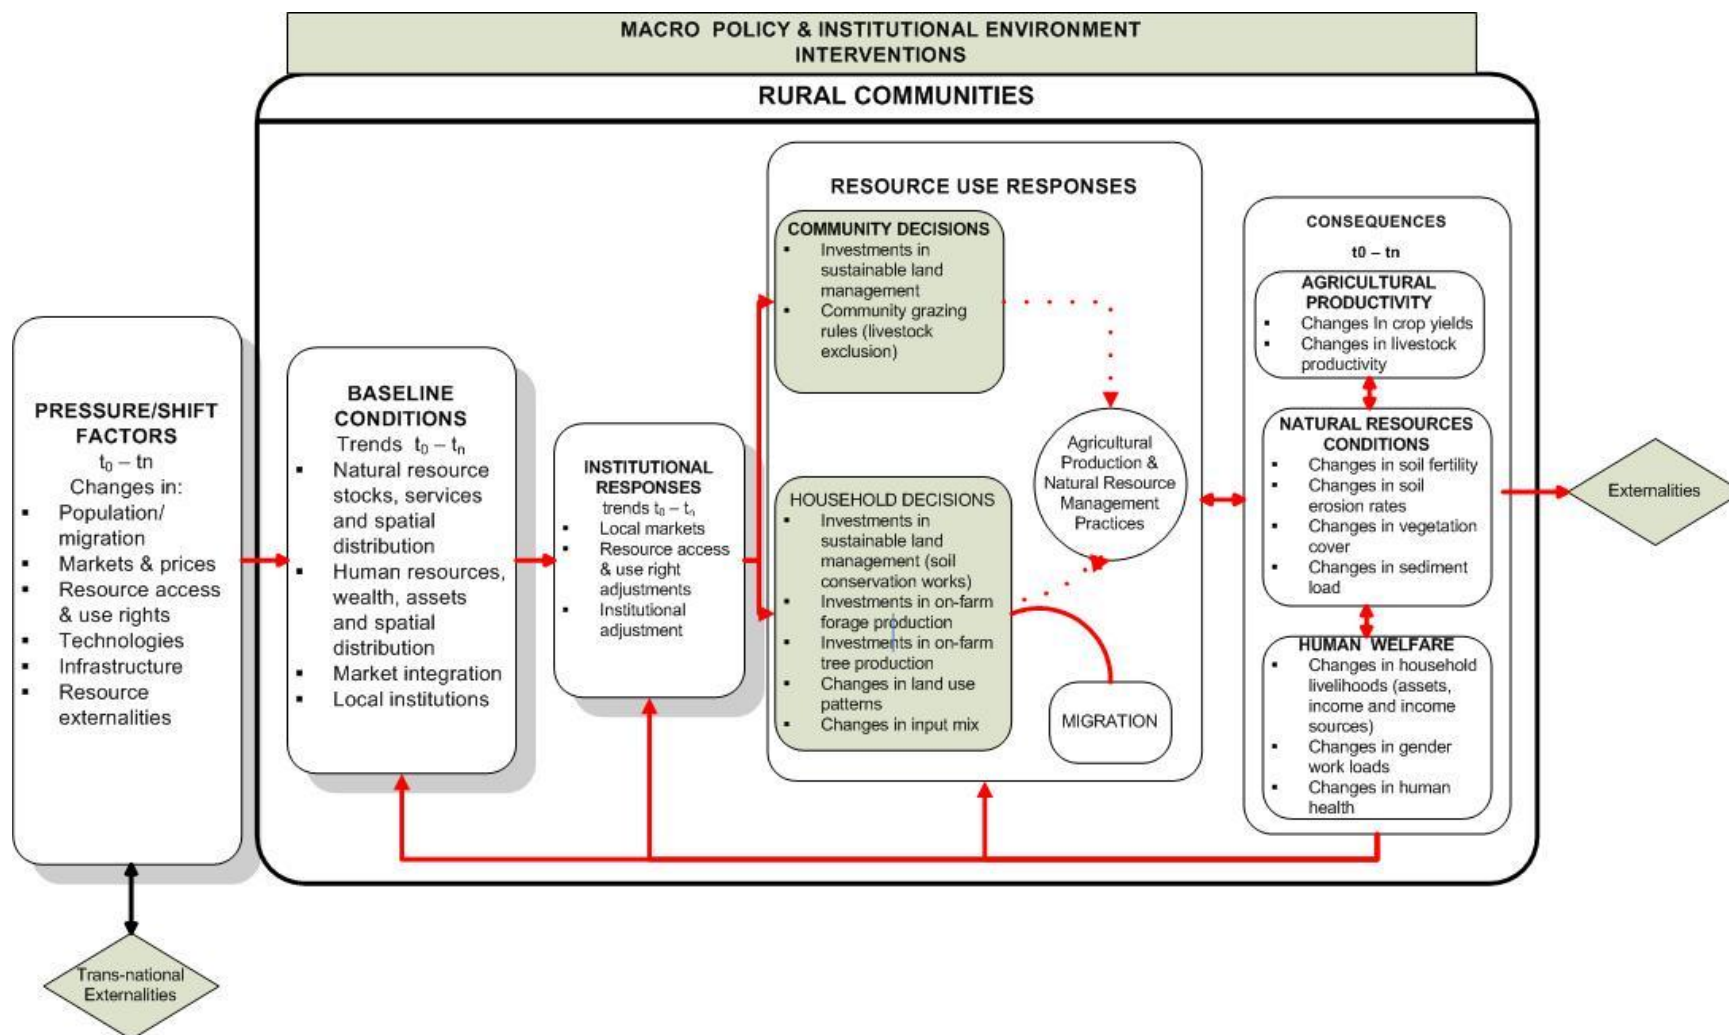 MACRO POLICY & INSTITUTIONAL ENVIRONMENT
INTERVENTIONS
RURAL COMMUNITIES
PRESSURE/SHIFT
FACTORS
t0 – tn
Changes in:
▪ Population/
migration
▪ Markets & prices
▪ Resource access
& use rights
▪ Technologies
▪ Infrastructure
▪ Resource
externalities
Trans-national
Externalities
BASELINE
CONDITIONS
Trends t0 – tn
▪ Natural resource
stocks, services
and spatial
distribution
▪ Human resources,
wealth, assets
and spatial
distribution
▪ Market integration
▪ Local institutions
INSTITUTIONAL
RESPONSES
trends t0 – tn
▪ Local markets
▪ Resource access
& use right
adjustments
▪ Institutional
adjustment
RESOURCE USE RESPONSES
COMMUNITY DECISIONS
▪ Investments in
sustainable land
management
▪ Community grazing
rules (livestock
exclusion)
HOUSEHOLD DECISIONS
▪ Investments in
sustainable land
management (soil
conservation works)
▪ Investments in on-farm
forage production
▪ Investments in on-farm
tree production
▪ Changes in land use
patterns
▪ Changes in input mix
Agricultural
Production &
Natural Resource
Management
Practices
MIGRATION
CONSEQUENCES
t0 – tn
AGRICULTURAL
PRODUCTIVITY
▪ Changes In crop yields
▪ Changes in livestock
productivity
NATURAL RESOURCES
CONDITIONS
▪ Changes in soil fertility
▪ Changes in soil
erosion rates
▪ Changes in vegetation
cover
▪ Changes in sediment
load
HUMAN WELFARE
▪ Changes in household
livelihoods (assets,
income and income
sources)
▪ Changes in gender
work loads
▪ Changes in human
health
Externalities